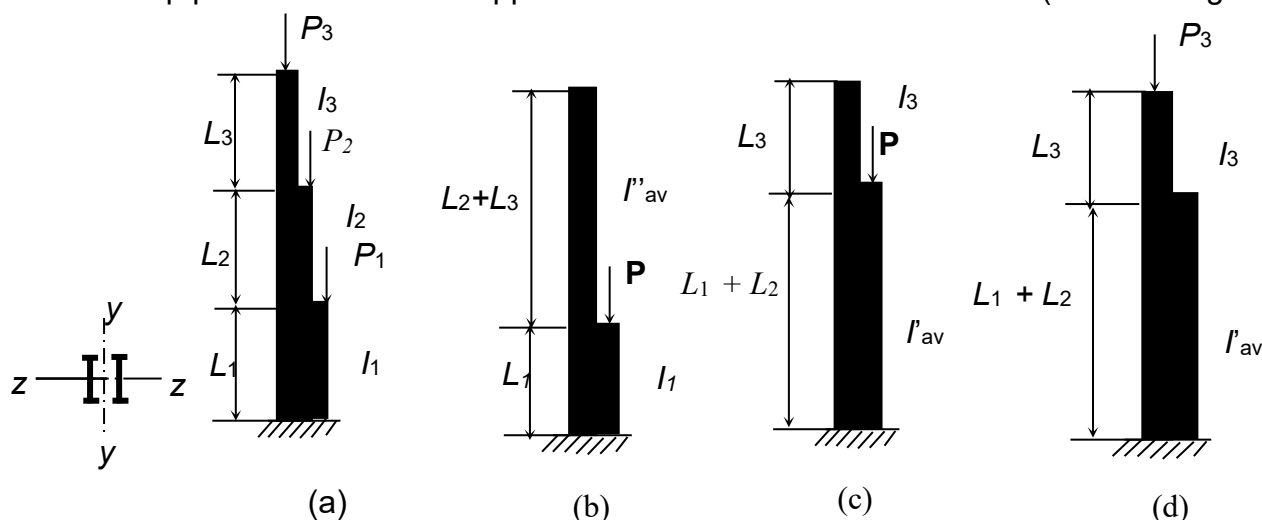 P3
I3
L3
P2
I2
L2
P1
L1
I1
y
z
z
y
(a)
L2+L3
I''av
P
L1
I1
(b)
I3
L3
P
L1 + L2
I'av
(c)
P3
L3
I3
L1 + L2
I'av
(d)